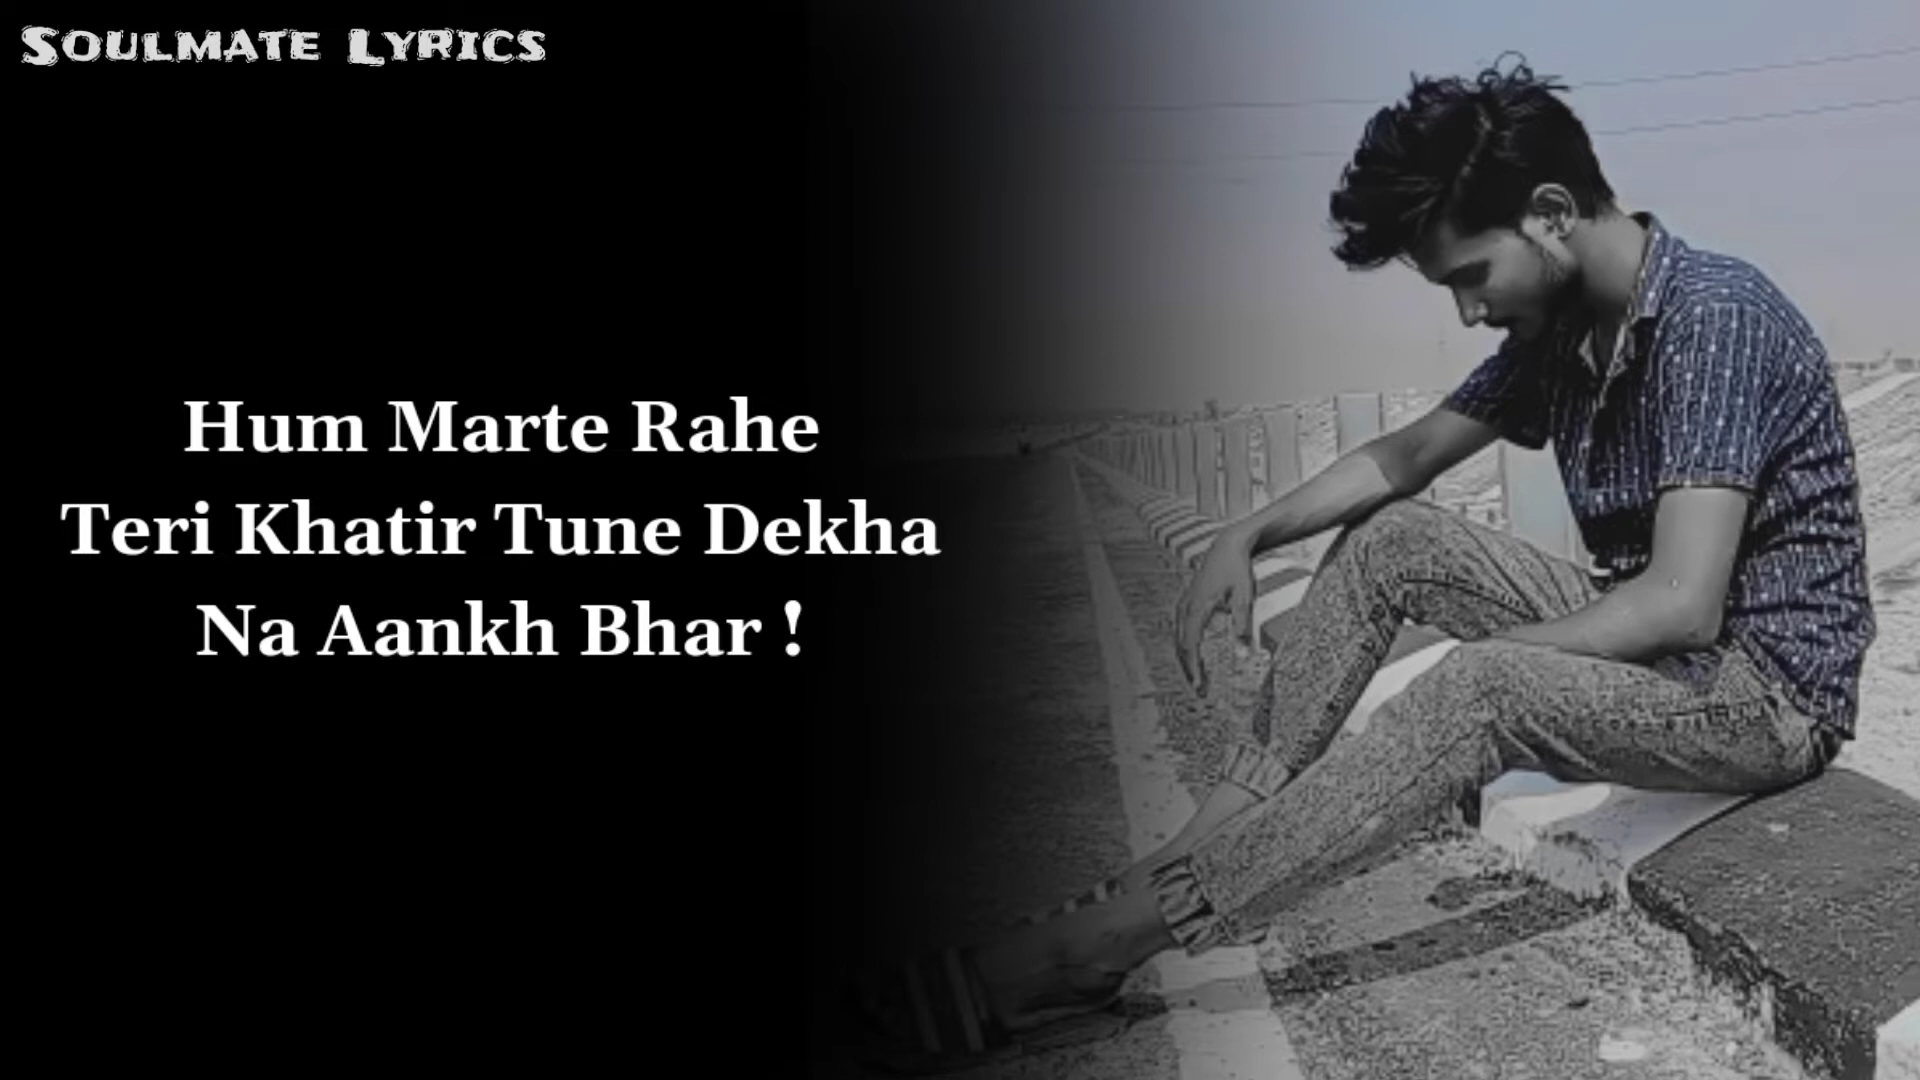 Soulmate Lyrics
Hum Marte Rahe
Teri Khatir Tune Dekha
Na Aankh Bhar !